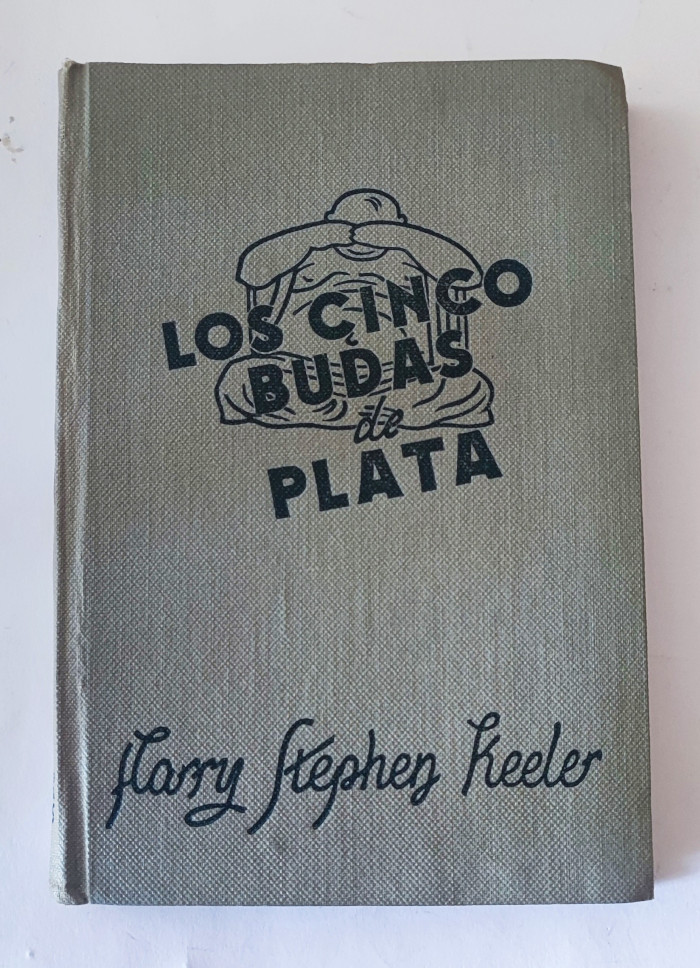 LOS CINCO
BUDAS
de
PLATA
Harry Stephen Keeler